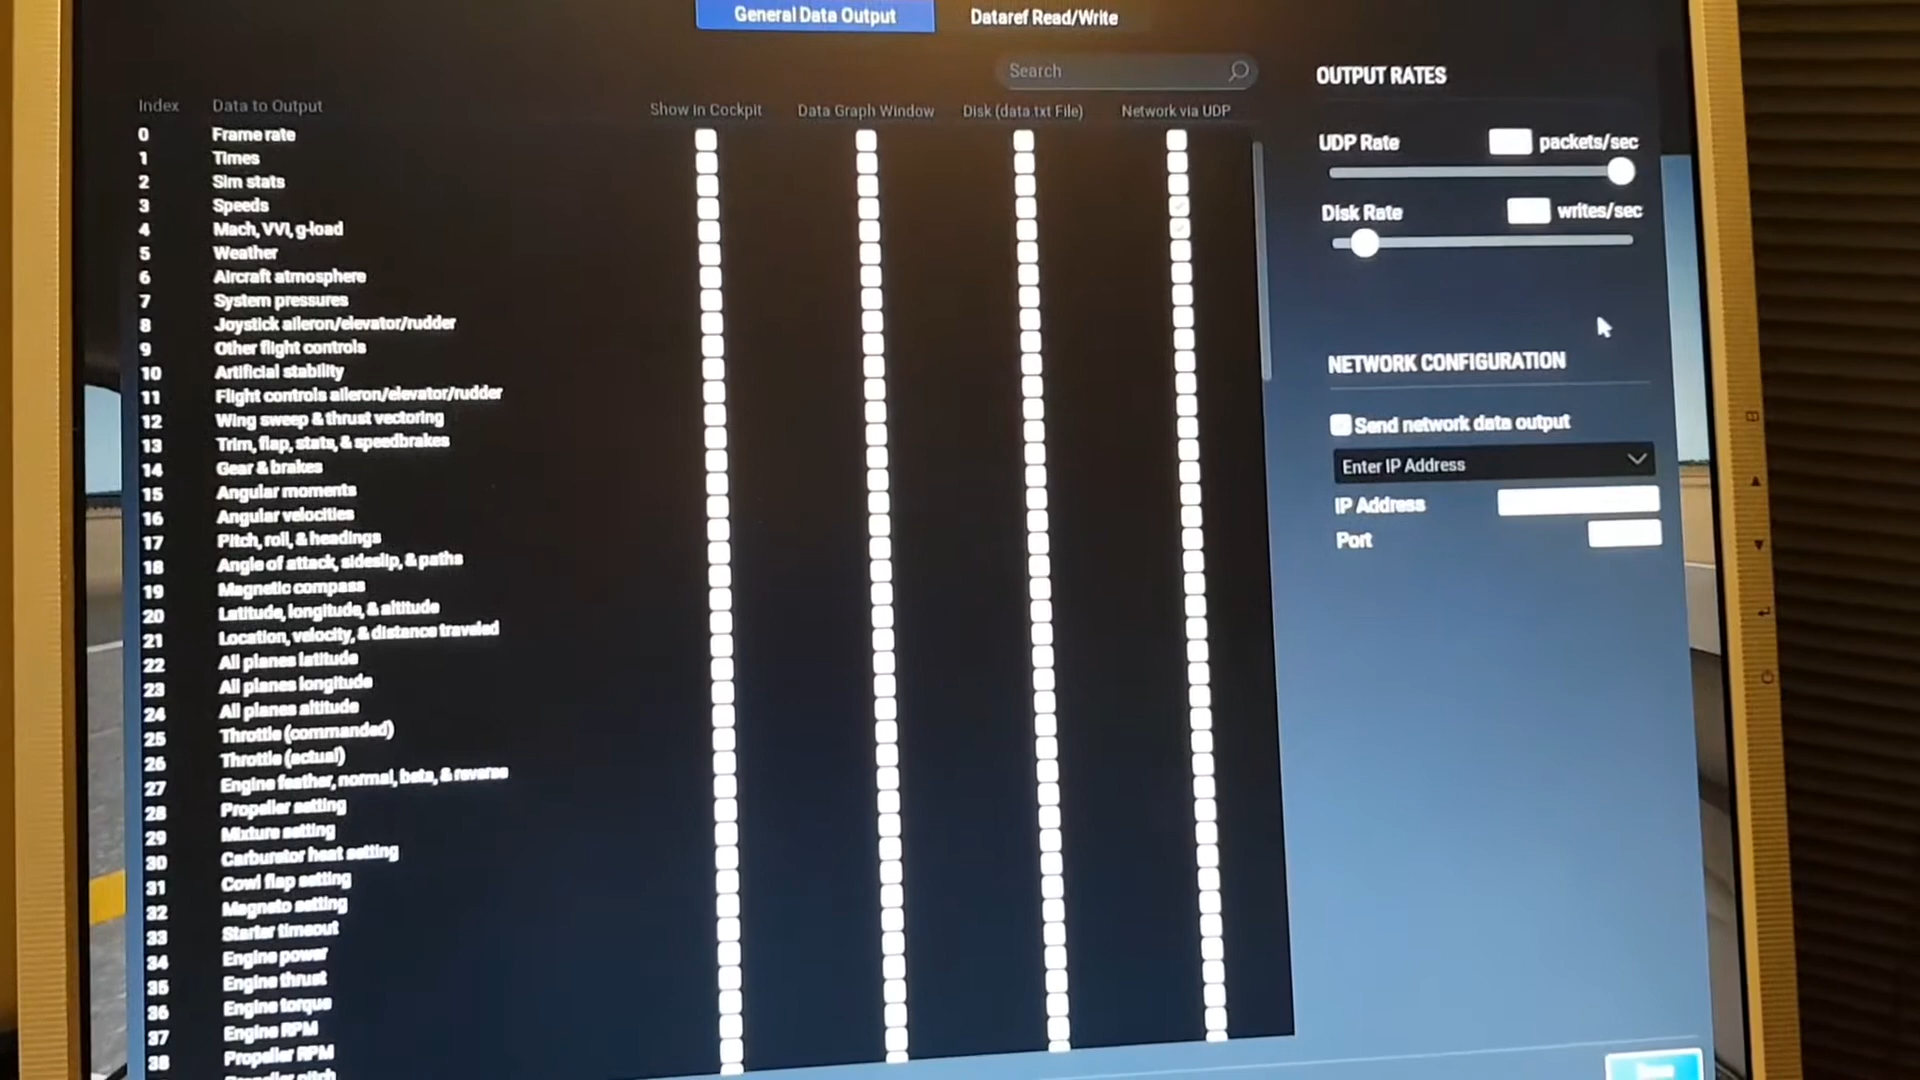 General Data Output
Dataref Read/Write
Search
Index Data to Output Show in Cockpit Data Graph Window Disk (data.txt File) Network via UDP
0 Frame rate
1 Times
2 Sim stats
3 Speeds
4 Mach, VVI, g-load
5 Weather
6 Aircraft atmosphere
7 System pressures
8 Joystick aileron/elevator/rudder
9 Other flight controls
10 Artificial stability
11 Flight controls aileron/elevator/rudder
12 Wing sweep & thrust vectoring
13 Trim, flap, stats, & speedbrakes
14 Gear & brakes
15 Angular moments
16 Angular velocities
17 Pitch, roll, & headings
18 Angle of attack, sideslip, & paths
19 Magnetic compass
20 Latitude, longitude, & altitude
21 Location, velocity, & distance traveled
22 All planes latitude
23 All planes longitude
24 All planes altitude
25 Throttle (commanded)
26 Throttle (actual)
27 Engine feather, normal, beta, & reverse
28 Propeller setting
29 Mixture setting
30 Carburetor heat setting
31 Cowl flap setting
32 Magneto setting
33 Starter timeout
34 Engine power
35 Engine thrust
36 Engine torque
37 Engine RPM
38 Propeller RPM
Propeller pitch
OUTPUT RATES
UDP Rate packets/sec
Disk Rate writes/sec
NETWORK CONFIGURATION
Send network data output
Enter IP Address
IP Address
Port